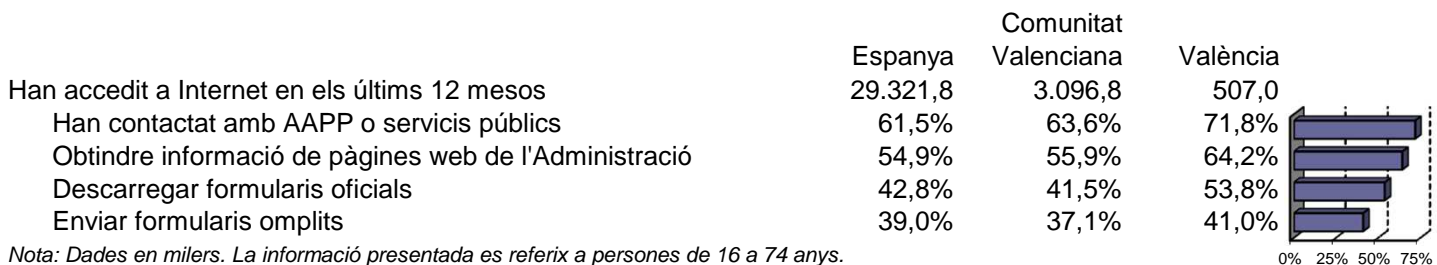 Comunitat
Espanya Valenciana València
Han accedit a Internet en els últims 12 mesos 29.321,8 3.096,8 507,0
Han contactat amb AAPP o servicis públics 61,5% 63,6% 71,8%
Obtindre informació de pàgines web de l'Administració 54,9% 55,9% 64,2%
Descarregar formularis oficials 42,8% 41,5% 53,8%
Enviar formularis omplits 39,0% 37,1% 41,0%
Nota: Dades en milers. La informació presentada es referix a persones de 16 a 74 anys.
0% 25% 50% 75%